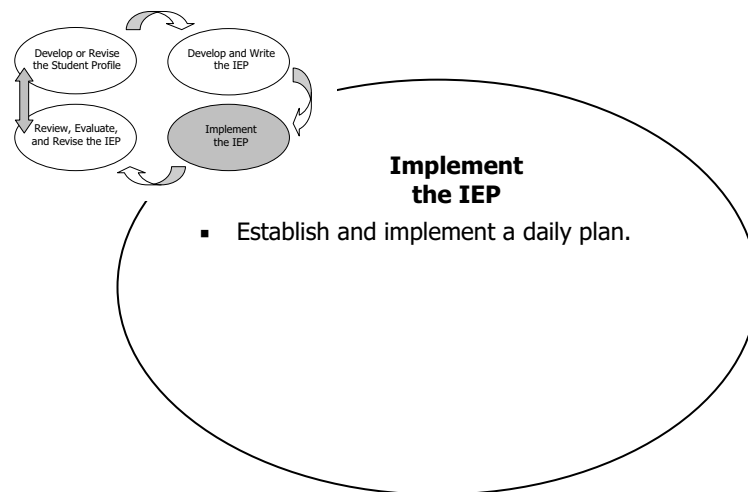 Develop or Revise
the Student Profile
Develop and Write
the IEP
Review, Evaluate,
and Revise the IEP
Implement
the IEP
Implement
the IEP
▪ Establish and implement a daily plan.